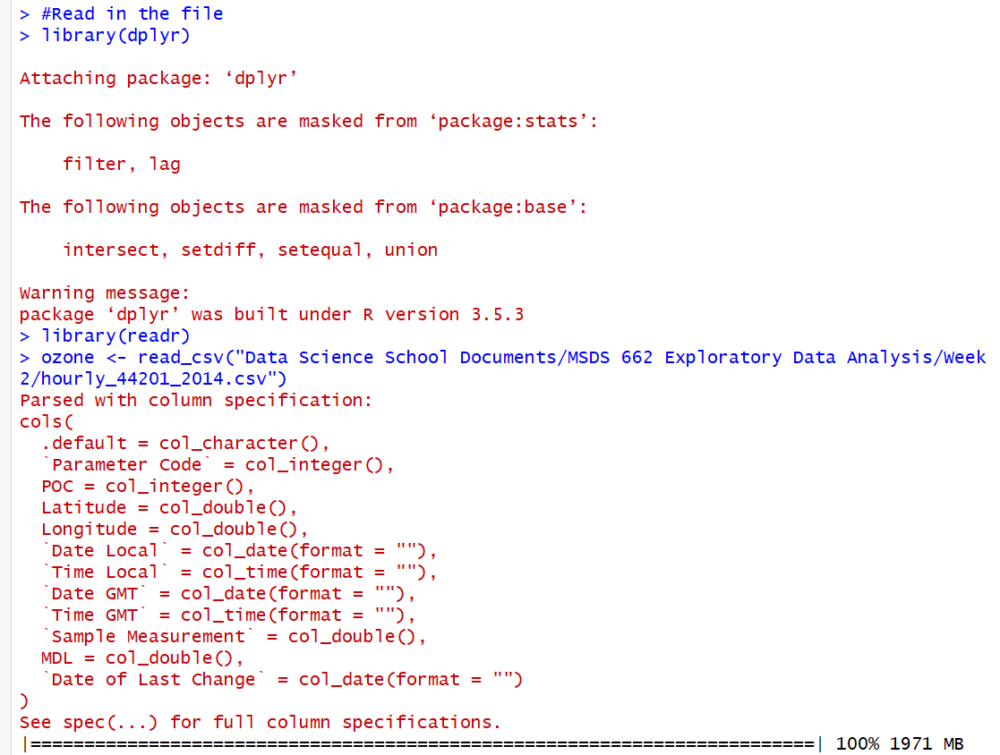 > #Read in the file
> library(dplyr)
Attaching package: ‘dplyr’
The following objects are masked from ‘package:stats’:
filter, lag
The following objects are masked from ‘package:base’:
intersect, setdiff, setequal, union
Warning message:
package ‘dplyr’ was built under R version 3.5.3
> library(readr)
> ozone <- read_csv("Data Science School Documents/MSDS 662 Exploratory Data Analysis/Week
2/hourly_44201_2014.csv")
Parsed with column specification:
cols(
  .default = col_character(),
  `Parameter Code` = col_integer(),
  POC = col_integer(),
  Latitude = col_double(),
  Longitude = col_double(),
  `Date Local` = col_date(format = ""),
  `Time Local` = col_time(format = ""),
  `Date GMT` = col_date(format = ""),
  `Time GMT` = col_time(format = ""),
  `Sample Measurement` = col_double(),
  MDL = col_double(),
  `Date of Last Change` = col_date(format = "")
)
See spec(...) for full column specifications.
|=========================================================================| 100% 1971 MB